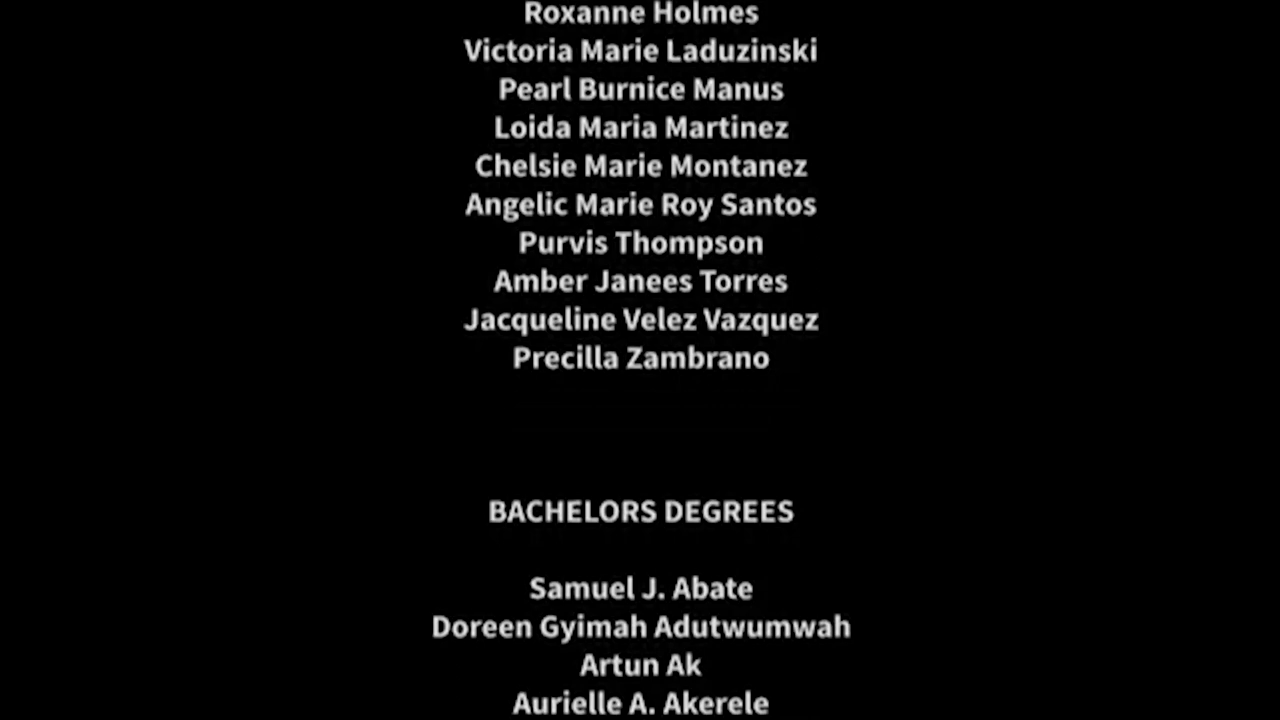 Roxanne Holmes
Victoria Marie Laduzinski
Pearl Burnice Manus
Loida Maria Martinez
Chelsie Marie Montanez
Angelic Marie Roy Santos
Purvis Thompson
Amber Janees Torres
Jacqueline Velez Vazquez
Precilla Zambrano
BACHELORS DEGREES
Samuel J. Abate
Doreen Gyimah Adutwumwah
Artun Ak
Aurielle A. Akerele